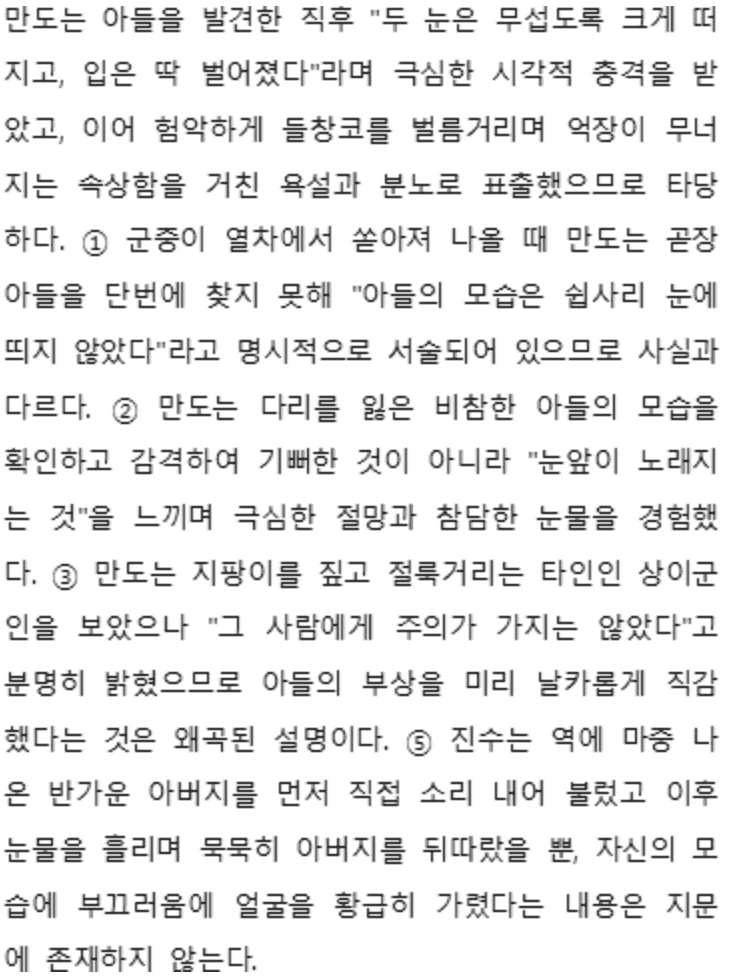 만도는 아들을 발견한 직후 "두 눈은 무섭도록 크게 떠
지고, 입은 딱 벌어졌다"라며 극심한 시각적 충격을 받
았고, 이어 험악하게 들창코를 벌름거리며 억장이 무너
지는 속상함을 거친 욕설과 분노로 표출했으므로 타당
하다. ① 군중이 열차에서 쏟아져 나올 때 만도는 곧장
아들을 단번에 찾지 못해 "아들의 모습은 쉽사리 눈에
띄지 않았다"라고 명시적으로 서술되어 있으므로 사실과
다르다. ② 만도는 다리를 잃은 비참한 아들의 모습을
확인하고 감격하여 기뻐한 것이 아니라 "눈앞이 노래지
는 것"을 느끼며 극심한 절망과 참담한 눈물을 경험했
다. ③ 만도는 지팡이를 짚고 절룩거리는 타인인 상이군
인을 보았으나 "그 사람에게 주의가 가지는 않았다"고
분명히 밝혔으므로 아들의 부상을 미리 날카롭게 직감
했다는 것은 왜곡된 설명이다. ⑤ 진수는 역에 마중 나
온 반가운 아버지를 먼저 직접 소리 내어 불렀고 이후
눈물을 흘리며 묵묵히 아버지를 뒤따랐을 뿐, 자신의 모
습에 부끄러움에 얼굴을 황급히 가렸다는 내용은 지문
에 존재하지 않는다.